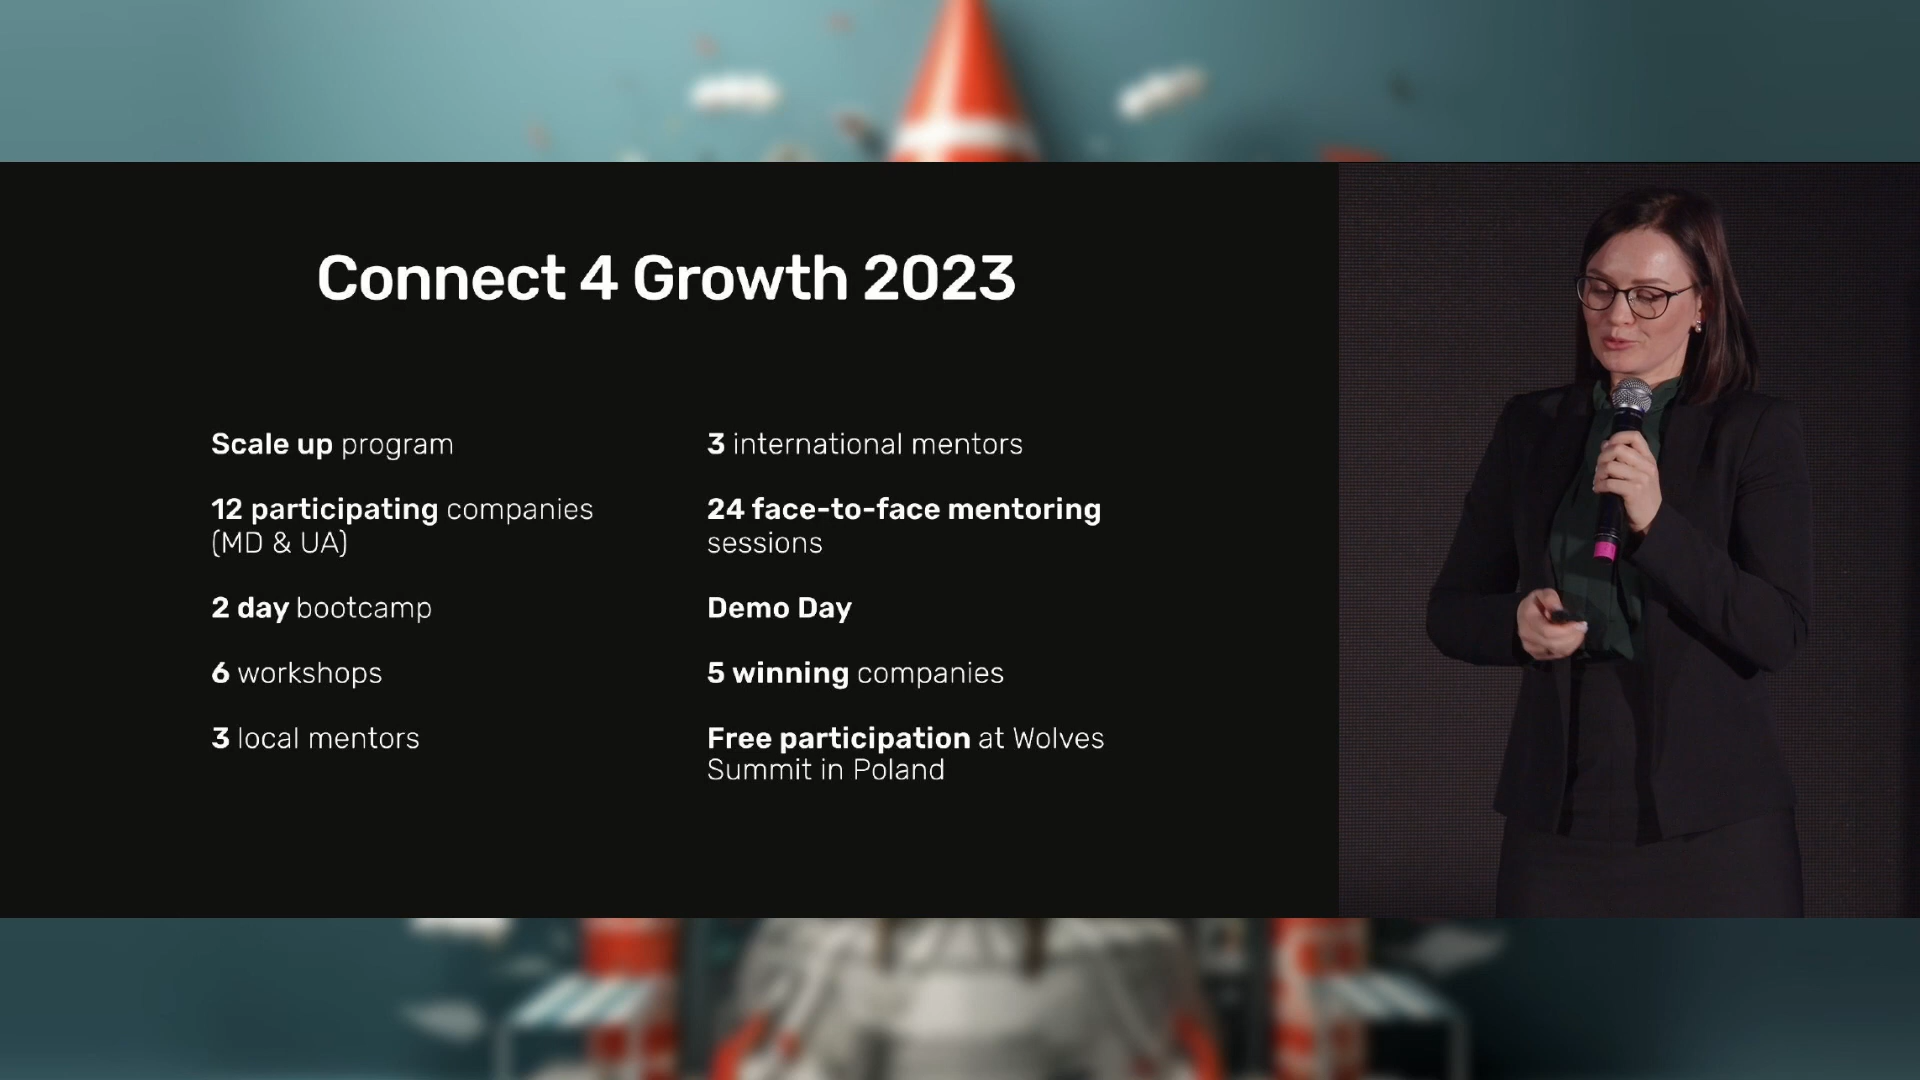 Connect 4 Growth 2023
Scale up program
12 participating companies
(MD & UA)
2 day bootcamp
6 workshops
3 local mentors
3 international mentors
24 face-to-face mentoring
sessions
Demo Day
5 winning companies
Free participation at Wolves
Summit in Poland